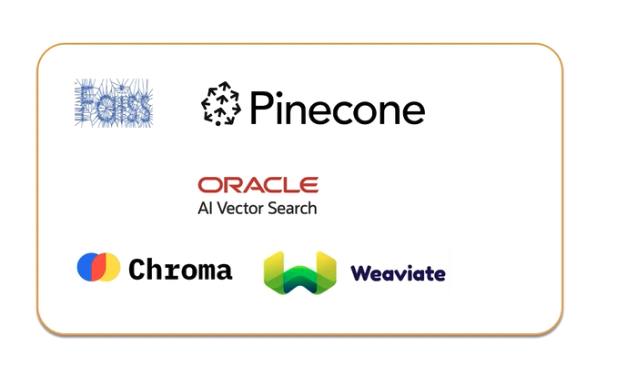 Faiss
Pinecone
ORACLE
AI Vector Search
Chroma
Weaviate